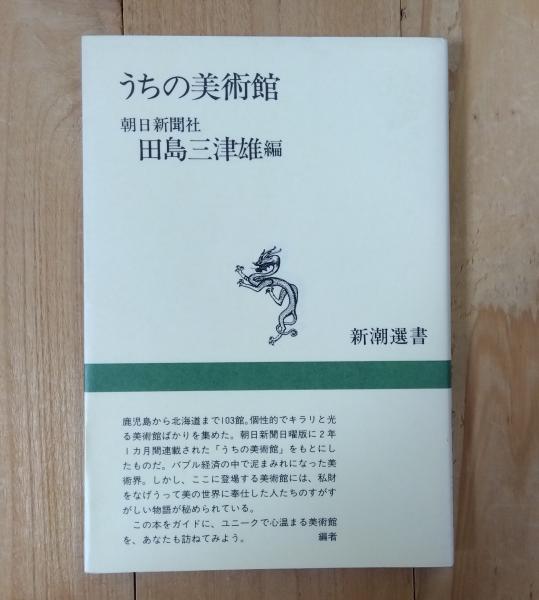 うちの美術館
朝日新聞社
田島三津雄編
新潮選書
鹿児島から北海道まで103館。個性的でキラリと光
る美術館ばかりを集めた。朝日新聞日曜版に2年
1カ月間連載された「うちの美術館」をもとにし
たものだ。バブル経済の中で泥まみれになった美
術界。しかし、ここに登場する美術館には、私財
をなげうって美の世界に奉仕した人たちのすがす
がしい物語が秘められている。
この本をガイドに、ユニークで心温まる美術館
を、あなたも訪ねてみよう。 編者